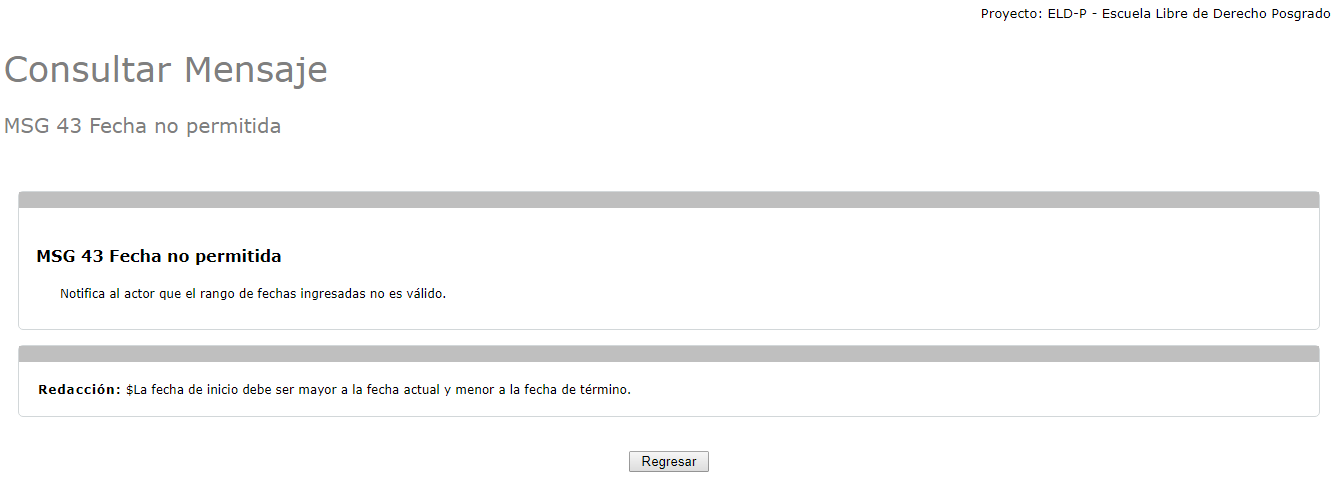 Proyecto: ELD-P - Escuela Libre de Derecho Posgrado
Consultar Mensaje
MSG 43 Fecha no permitida
MSG 43 Fecha no permitida
Notifica al actor que el rango de fechas ingresadas no es válido.
Redacción: $La fecha de inicio debe ser mayor a la fecha actual y menor a la fecha de término.
Regresar